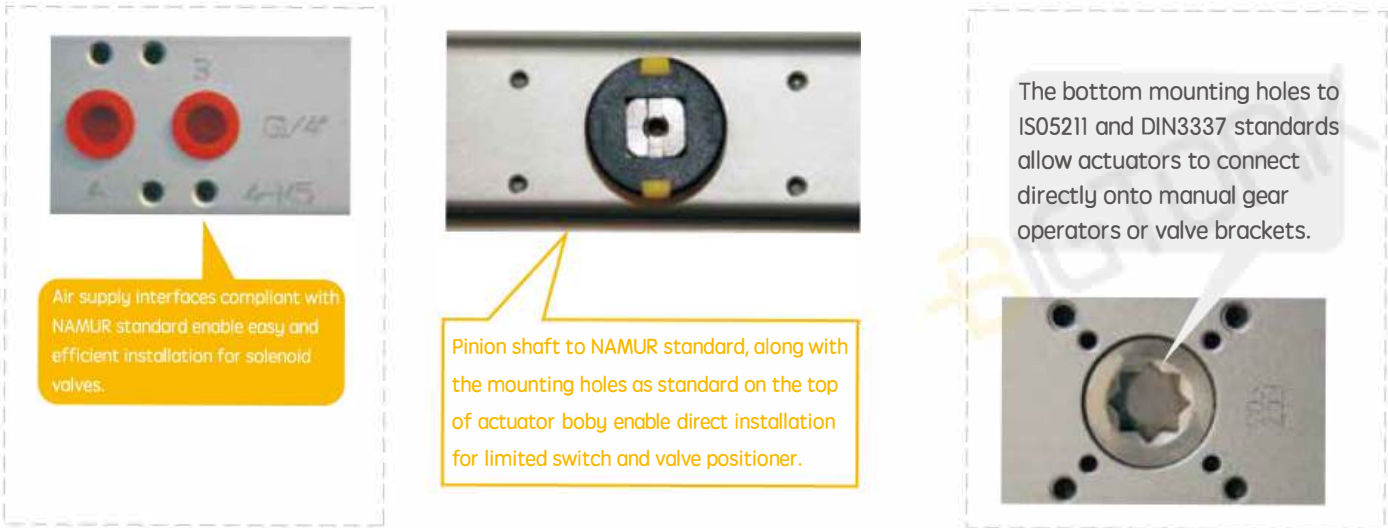 B
G1/4"
A
4-M5
Air supply interfaces compliant with
NAMUR standard enable easy and
efficient installation for solenoid
valves.
Pinion shaft to NAMUR standard, along with
the mounting holes as standard on the top
of actuator boby enable direct installation
for limited switch and valve positioner.
The bottom mounting holes to
IS05211 and DIN3337 standards
allow actuators to connect
directly onto manual gear
operators or valve brackets.
BIGTORK